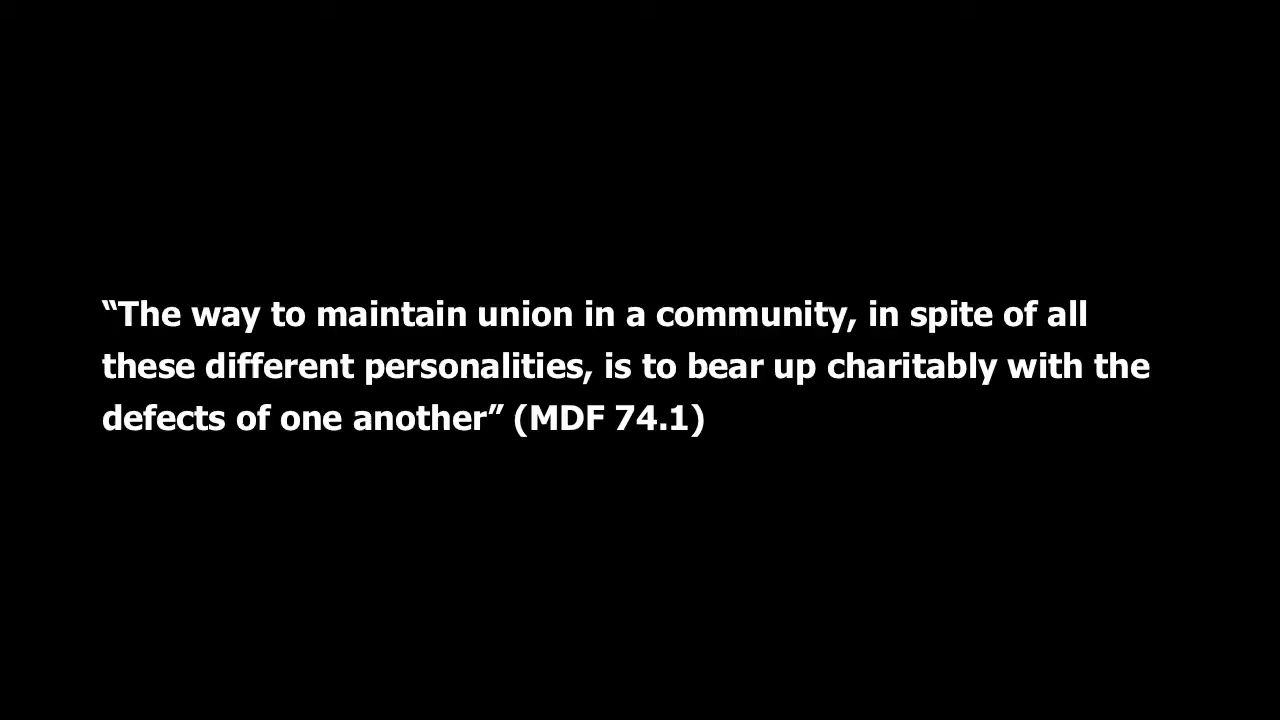 “The way to maintain union in a community, in spite of all
these different personalities, is to bear up charitably with the
defects of one another” (MDF 74.1)